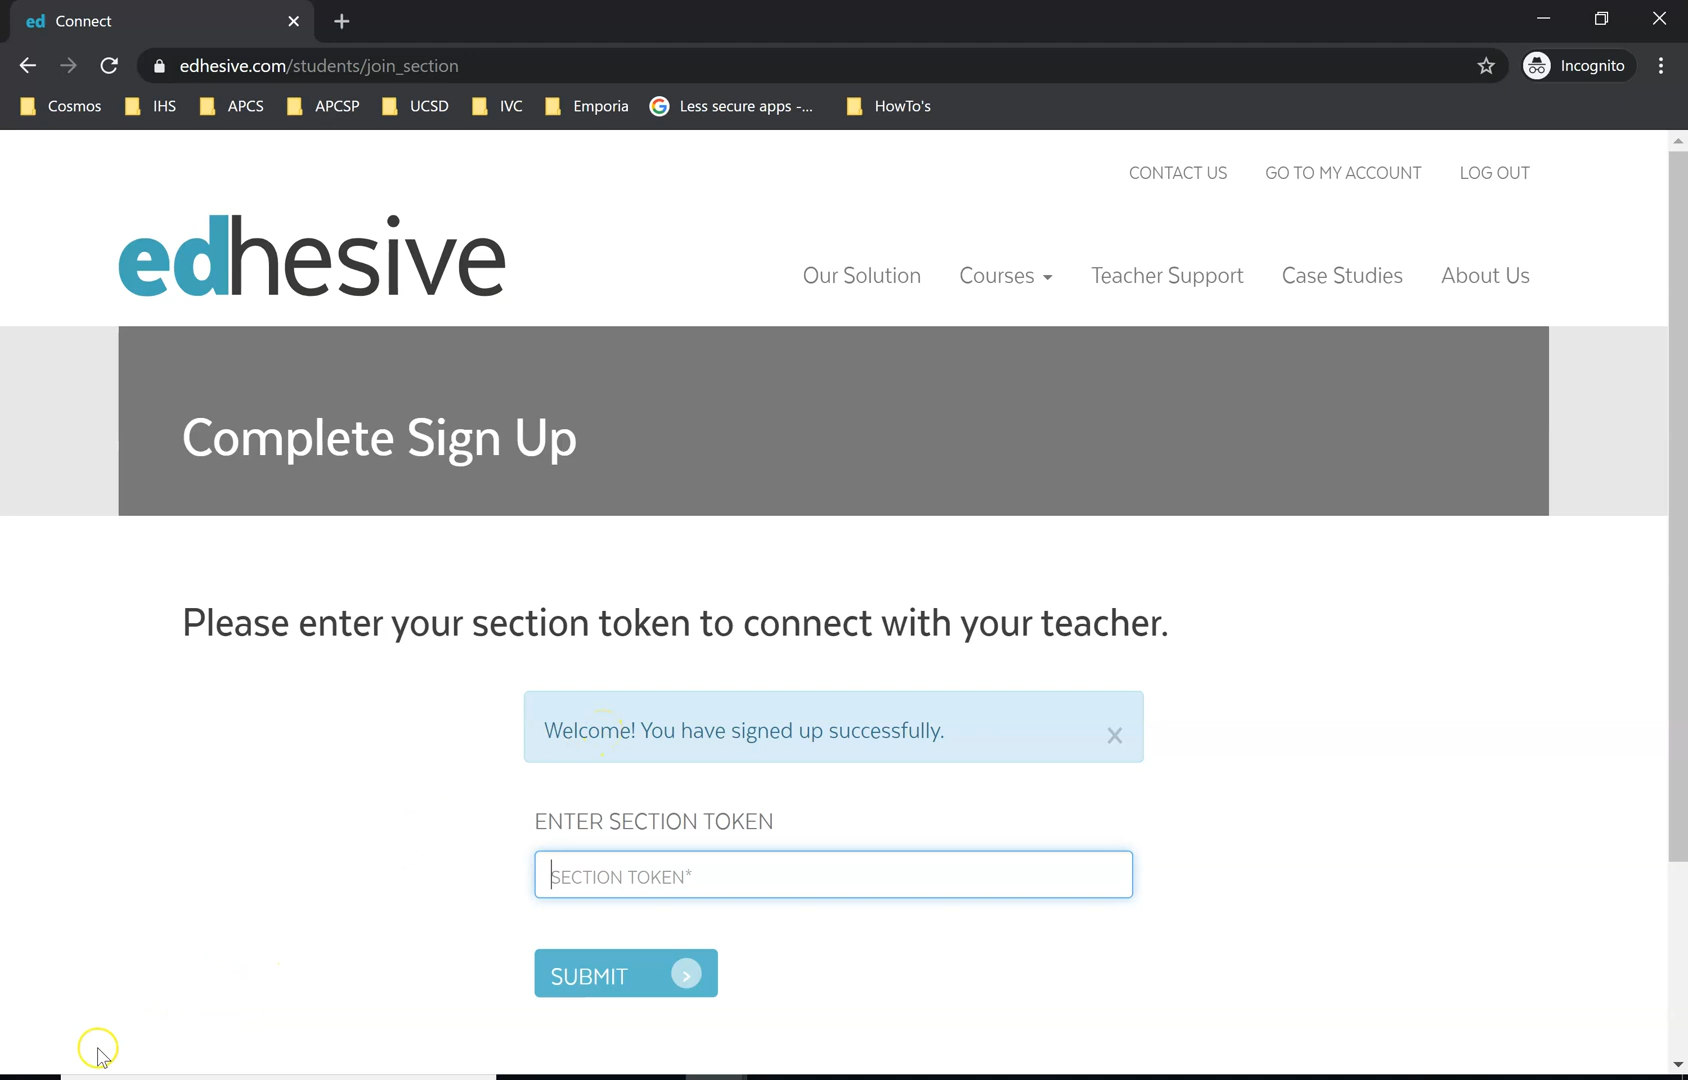 ed Connect
edhesive.com/students/join_section
Incognito
Cosmos IHS APCS APCSP UCSD IVC Emporia Less secure apps -... HowTo's
CONTACT US GO TO MY ACCOUNT LOG OUT
edhesive
Our Solution Courses Teacher Support Case Studies About Us
Complete Sign Up
Please enter your section token to connect with your teacher.
Welcome! You have signed up successfully.
ENTER SECTION TOKEN
SECTION TOKEN*
SUBMIT